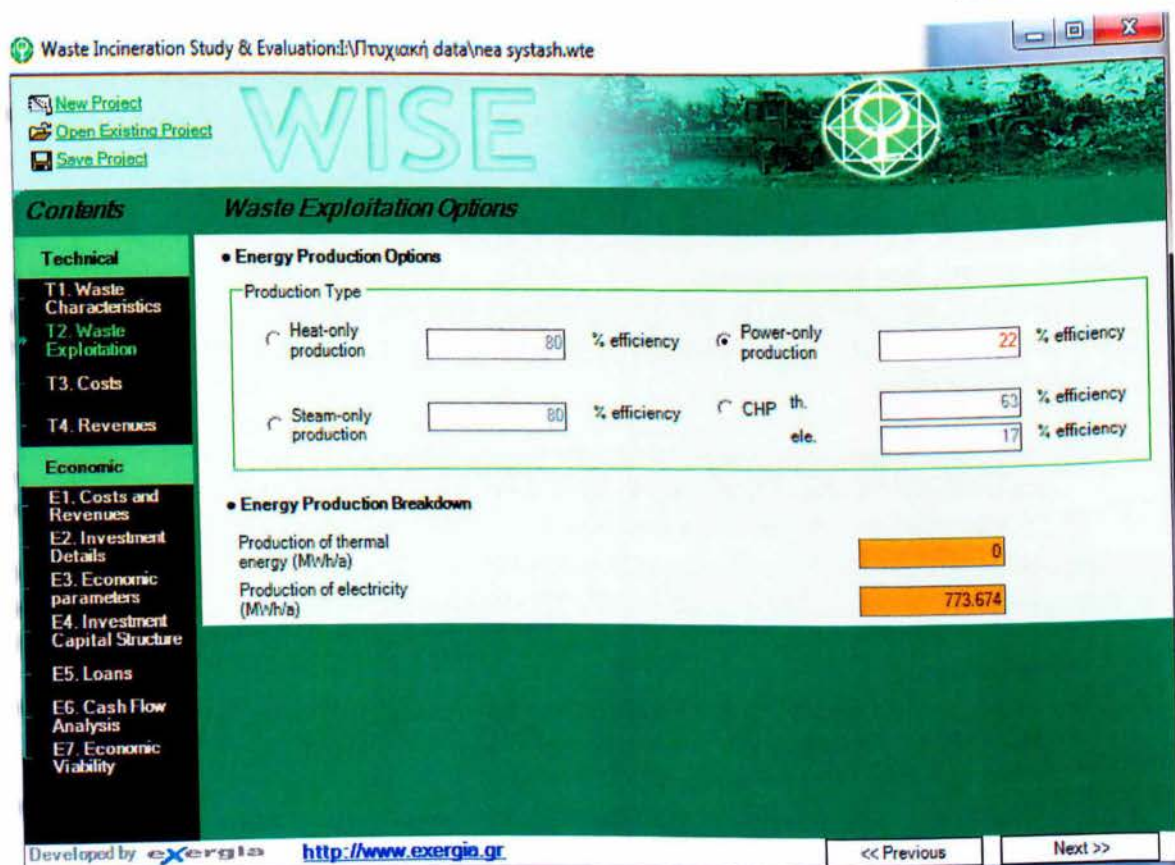 Waste Incineration Study & Evaluation:I:\Πτυχιακή data\nea systash.wte
X
New Project
Open Existing Project
Save Project
WISE
Contents
Waste Exploitation Options
Technical
T1. Waste
Characteristics
T2. Waste
Exploitation
T3. Costs
T4. Revenues
Economic
E1. Costs and
Revenues
E2. Investment
Details
E3. Economic
parameters
E4. Investment
Capital Structure
E5. Loans
E6. Cash Flow
Analysis
E7. Economic
Viability
• Energy Production Options
Production Type
Heat-only
production
80
% efficiency
Power-only
production
22
% efficiency
Steam-only
production
80
% efficiency
CHP th.
63
% efficiency
ele.
17
% efficiency
• Energy Production Breakdown
Production of thermal
energy (MWh/a)
0
Production of electricity
(MWh/a)
773.674
Developed by exergia
http://www.exergia.gr
<< Previous
Next >>